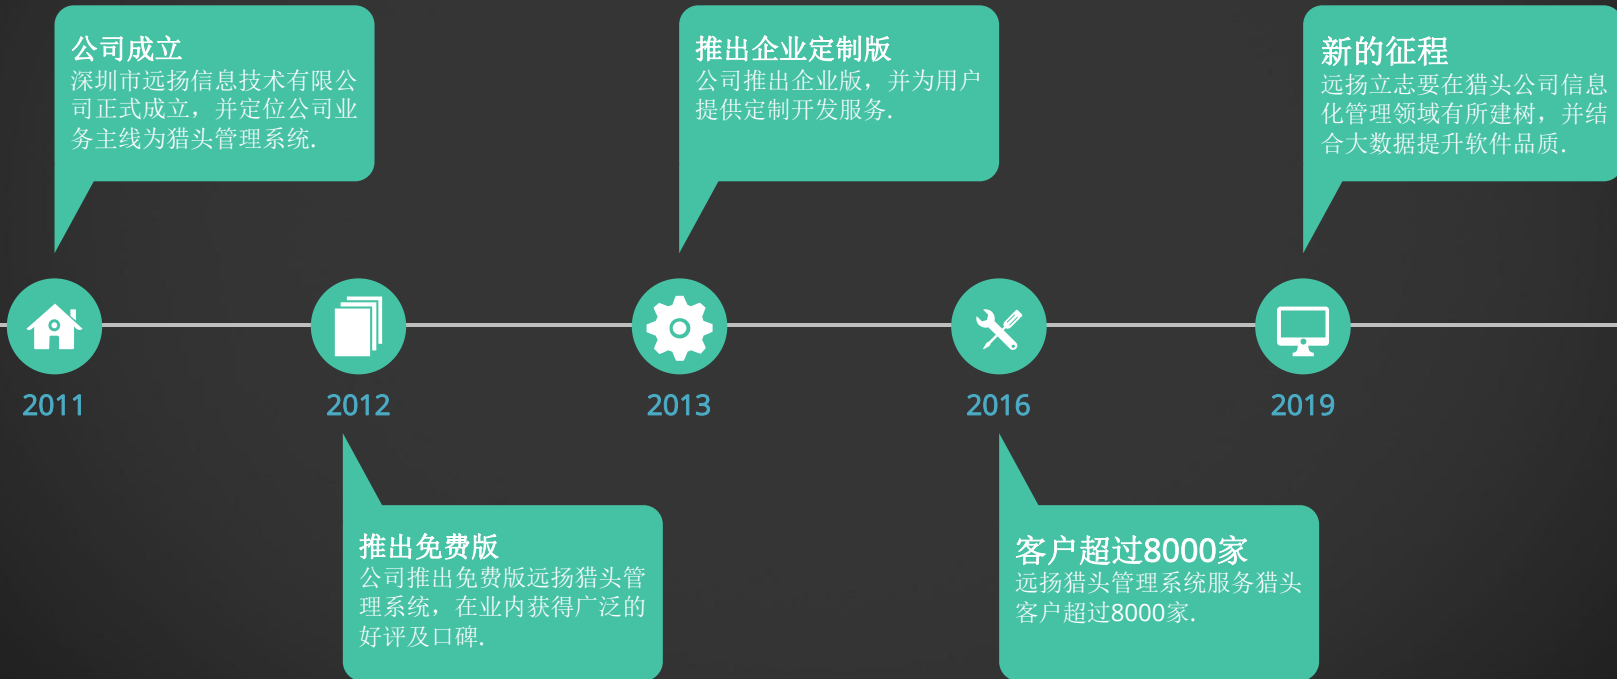 公司成立
深圳市远扬信息技术有限公
司正式成立，并定位公司业
务主线为猎头管理系统.
推出企业定制版
公司推出企业版，并为用户
提供定制开发服务.
新的征程
远扬立志要在猎头公司信息
化管理领域有所建树，并结
合大数据提升软件品质.
2011
2012
2013
2016
2019
推出免费版
公司推出免费版远扬猎头管
理系统，在业内获得广泛的
好评及口碑.
客户超过8000家
远扬猎头管理系统服务猎头
客户超过8000家.